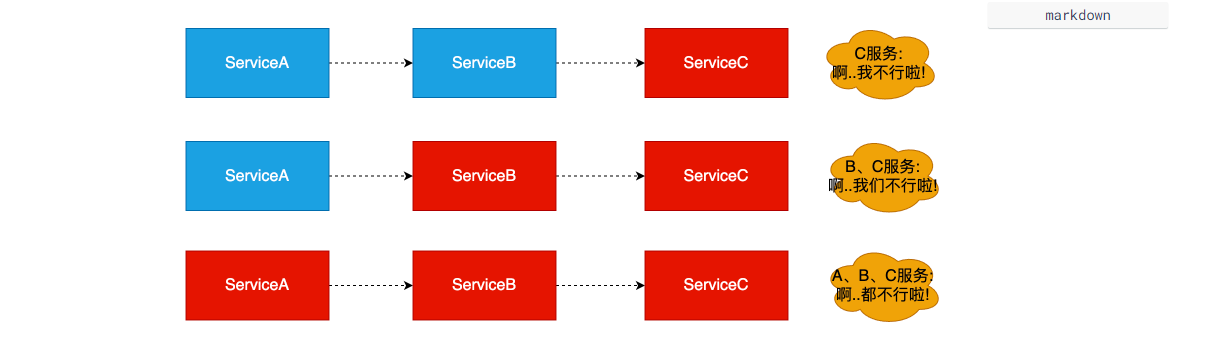 markdown
ServiceA
ServiceB
ServiceC
C服务:
啊..我不行啦!
ServiceA
ServiceB
ServiceC
B、C服务:
啊..我们不行啦!
ServiceA
ServiceB
ServiceC
A、B、C服务:
啊..都不行啦!